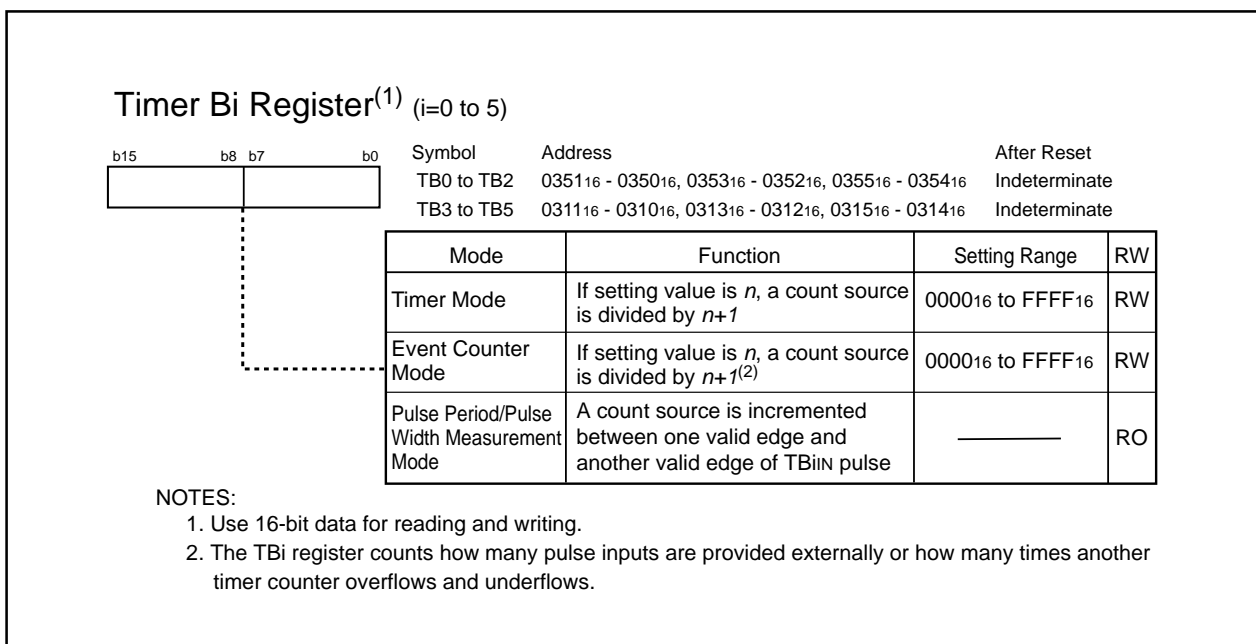 Timer Bi Register(1) (i=0 to 5)
b15 b8 b7 b0
Symbol Address After Reset
TB0 to TB2 035116 - 035016, 035316 - 035216, 035516 - 035416 Indeterminate
TB3 to TB5 031116 - 031016, 031316 - 031216, 031516 - 031416 Indeterminate
Mode Function Setting Range RW
Timer Mode If setting value is n, a count source is divided by n+1 000016 to FFFF16 RW
Event Counter Mode If setting value is n, a count source is divided by n+1(2) 000016 to FFFF16 RW
Pulse Period/Pulse Width Measurement Mode A count source is incremented between one valid edge and another valid edge of TBiIN pulse RO
NOTES:
1. Use 16-bit data for reading and writing.
2. The TBi register counts how many pulse inputs are provided externally or how many times another
timer counter overflows and underflows.